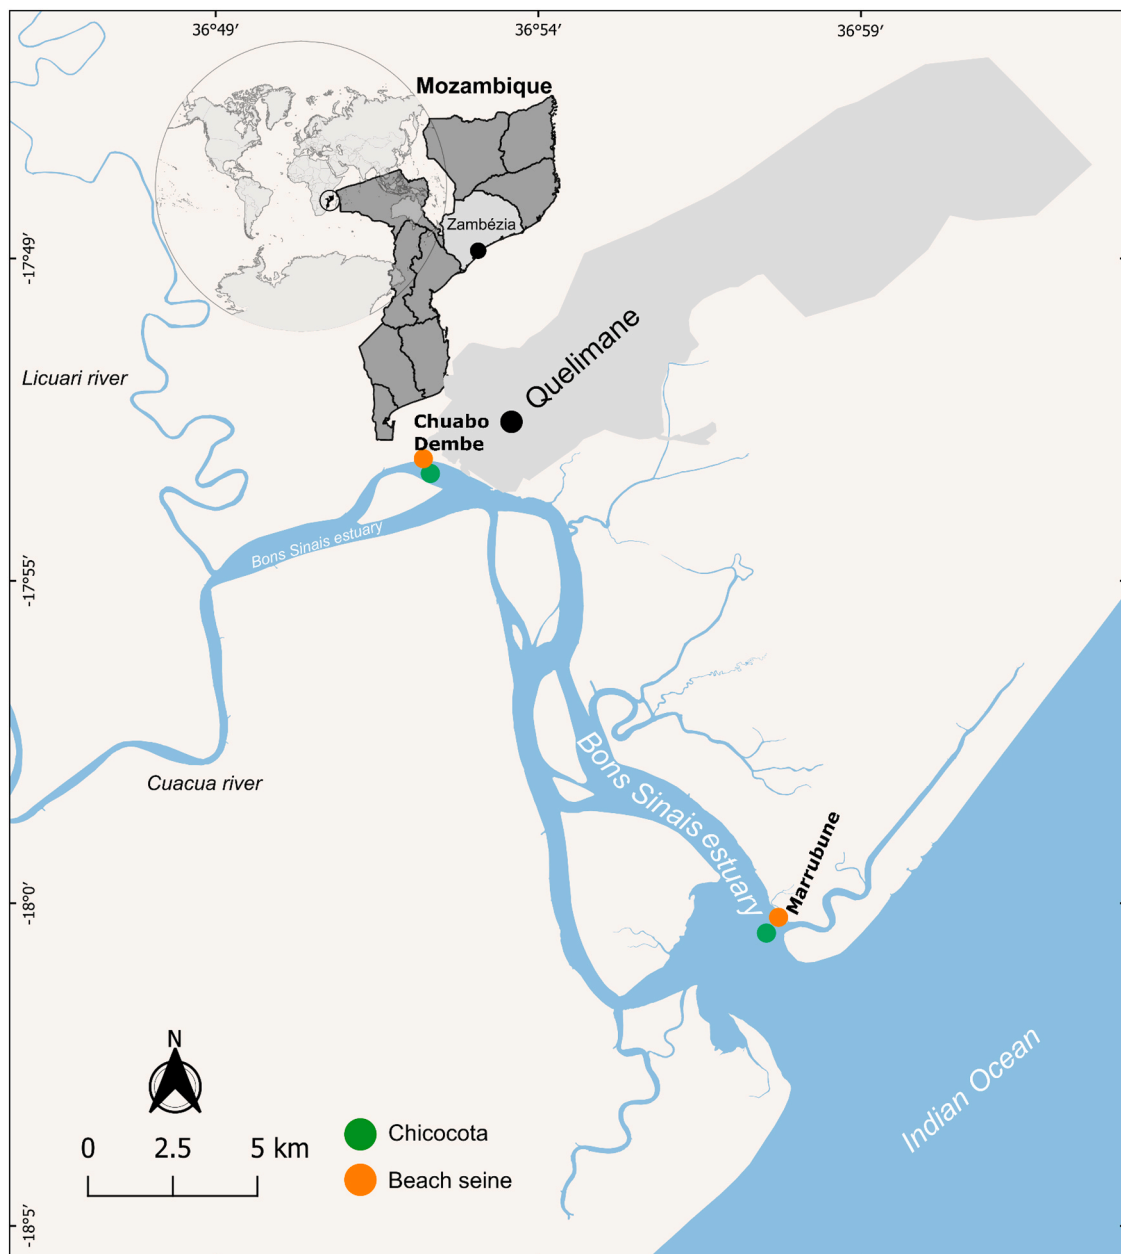 36°49′
36°54′
36°59′
Mozambique
Zambézia
-17°49′
Licuari river
Quelimane
Chuabo
Dembe
Bons Sinais estuary
-17°55′
Cuacua river
Bons Sinais estuary
Marrubune
-18°0′
Indian Ocean
N
0 2.5 5 km
Chicocota
Beach seine
-18°5′